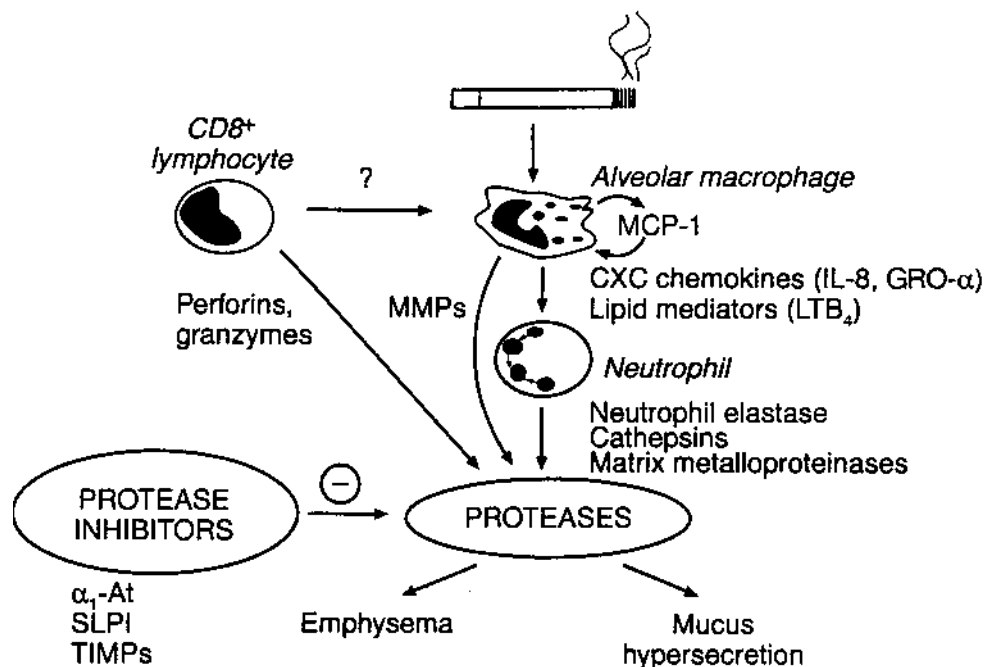 CD8⁺
lymphocyte
?
Alveolar macrophage
MCP-1
CXC chemokines (IL-8, GRO-α)
Lipid mediators (LTB₄)
Perforins,
granzymes
MMPs
Neutrophil
Neutrophil elastase
Cathepsins
Matrix metalloproteinases
PROTEASE
INHIBITORS
−
PROTEASES
α₁-At
SLPI
TIMPs
Emphysema
Mucus
hypersecretion